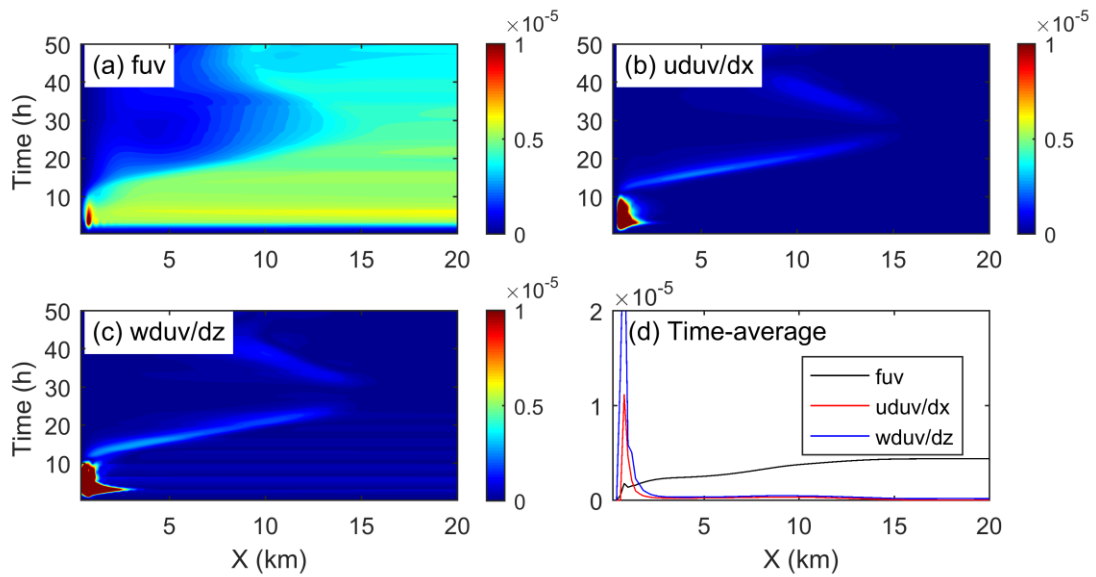 ×10⁻⁵ ×10⁻⁵
50 (a) fuv 1 50 (b) uduv/dx 1
40 40
30 0.5 30 0.5
Time (h)
20 20
10 10
0 0
5 10 15 20 5 10 15 20
×10⁻⁵ ×10⁻⁵
50 (c) wduv/dz 1 2 (d) Time-average
40
fuv
30 0.5 1 uduv/dx
Time (h)
20 wduv/dz
10
0 0
5 10 15 20 5 10 15 20
X (km) X (km)